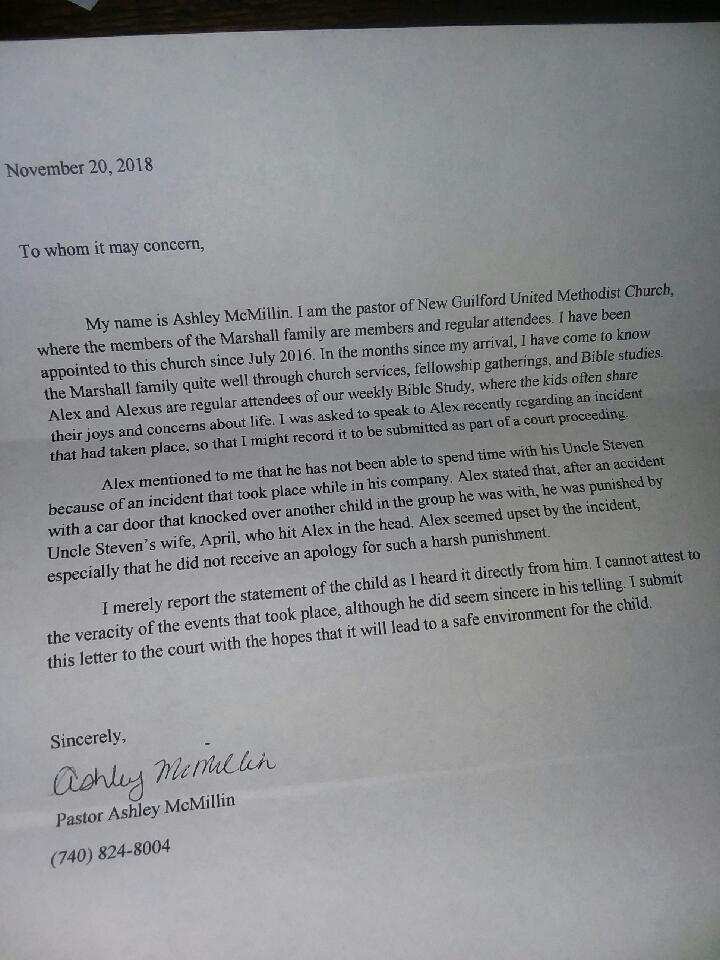 November 20, 2018
To whom it may concern,
My name is Ashley McMillin. I am the pastor of New Guilford United Methodist Church,
where the members of the Marshall family are members and regular attendees. I have been
appointed to this church since July 2016. In the months since my arrival, I have come to know
the Marshall family quite well through church services, fellowship gatherings, and Bible studies.
Alex and Alexus are regular attendees of our weekly Bible Study, where the kids often share
their joys and concerns about life. I was asked to speak to Alex recently regarding an incident
that had taken place, so that I might record it to be submitted as part of a court proceeding.
Alex mentioned to me that he has not been able to spend time with his Uncle Steven
because of an incident that took place while in his company. Alex stated that, after an accident
with a car door that knocked over another child in the group he was with, he was punished by
Uncle Steven's wife, April, who hit Alex in the head. Alex seemed upset by the incident,
especially that he did not receive an apology for such a harsh punishment.
I merely report the statement of the child as I heard it directly from him. I cannot attest to
the veracity of the events that took place, although he did seem sincere in his telling. I submit
this letter to the court with the hopes that it will lead to a safe environment for the child.
Sincerely,
Ashley McMillin
Pastor Ashley McMillin
(740) 824-8004